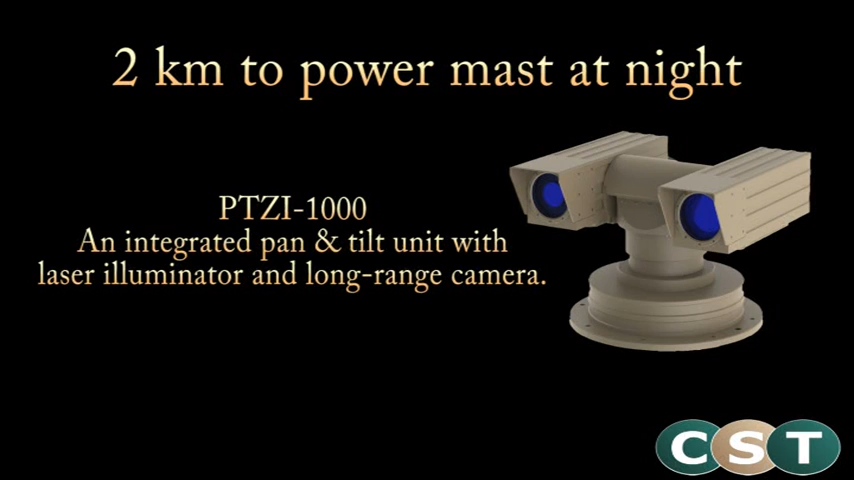 2 km to power mast at night
PTZI-1000
An integrated pan & tilt unit with
laser illuminator and long-range camera.
CST